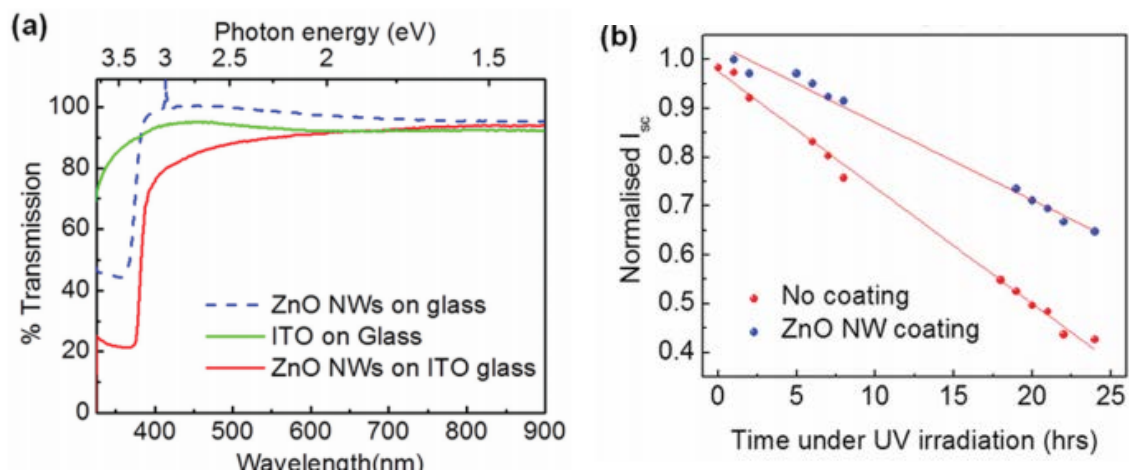 (a)
Photon energy (eV)
3.5 3 2.5 2 1.5
% Transmission
100
80
60
40
20
0
ZnO NWs on glass
ITO on Glass
ZnO NWs on ITO glass
400 500 600 700 800 900
Wavelength(nm)
(b)
Normalised Isc
1.0
0.9
0.8
0.7
0.6
0.5
0.4
No coating
ZnO NW coating
0 5 10 15 20 25
Time under UV irradiation (hrs)